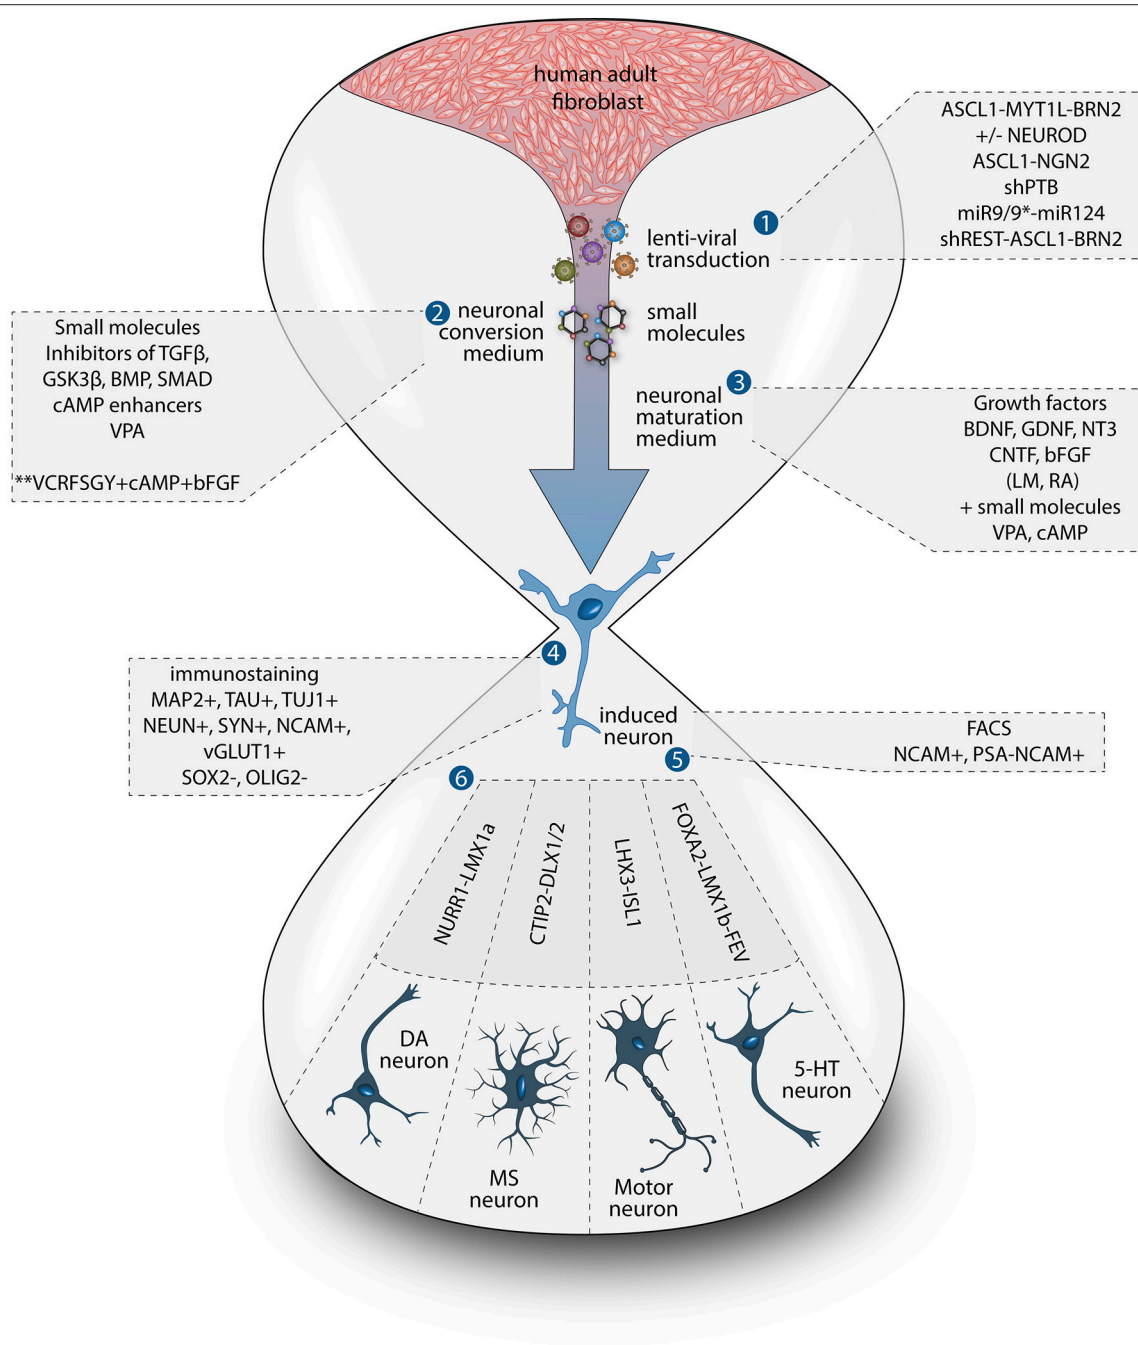 human adult
fibroblast
ASCL1-MYT1L-BRN2
+/- NEUROD
ASCL1-NGN2
shPTB
miR9/9*-miR124
shREST-ASCL1-BRN2
1
lenti-viral
transduction
2 neuronal
conversion
medium
small
molecules
Small molecules
Inhibitors of TGFβ,
GSK3β, BMP, SMAD
cAMP enhancers
VPA
**VCRFSGY+cAMP+bFGF
3
neuronal
maturation
medium
Growth factors
BDNF, GDNF, NT3
CNTF, bFGF
(LM, RA)
+ small molecules
VPA, cAMP
4
immunostaining
MAP2+, TAU+, TUJ1+
NEUN+, SYN+, NCAM+,
vGLUT1+
SOX2-, OLIG2-
induced
neuron
5
FACS
NCAM+, PSA-NCAM+
6
NURR1-LMX1a
CTIP2-DLX1/2
LHX3-ISL1
FOXA2-LMX1b-FEV
DA
neuron
MS
neuron
Motor
neuron
5-HT
neuron